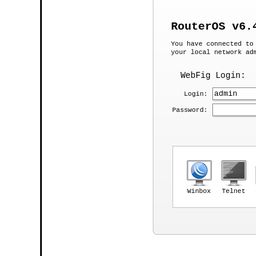 RouterOS v6.4
You have connected to
your local network adm
WebFig Login:
Login: admin
Password:
Winbox Telnet